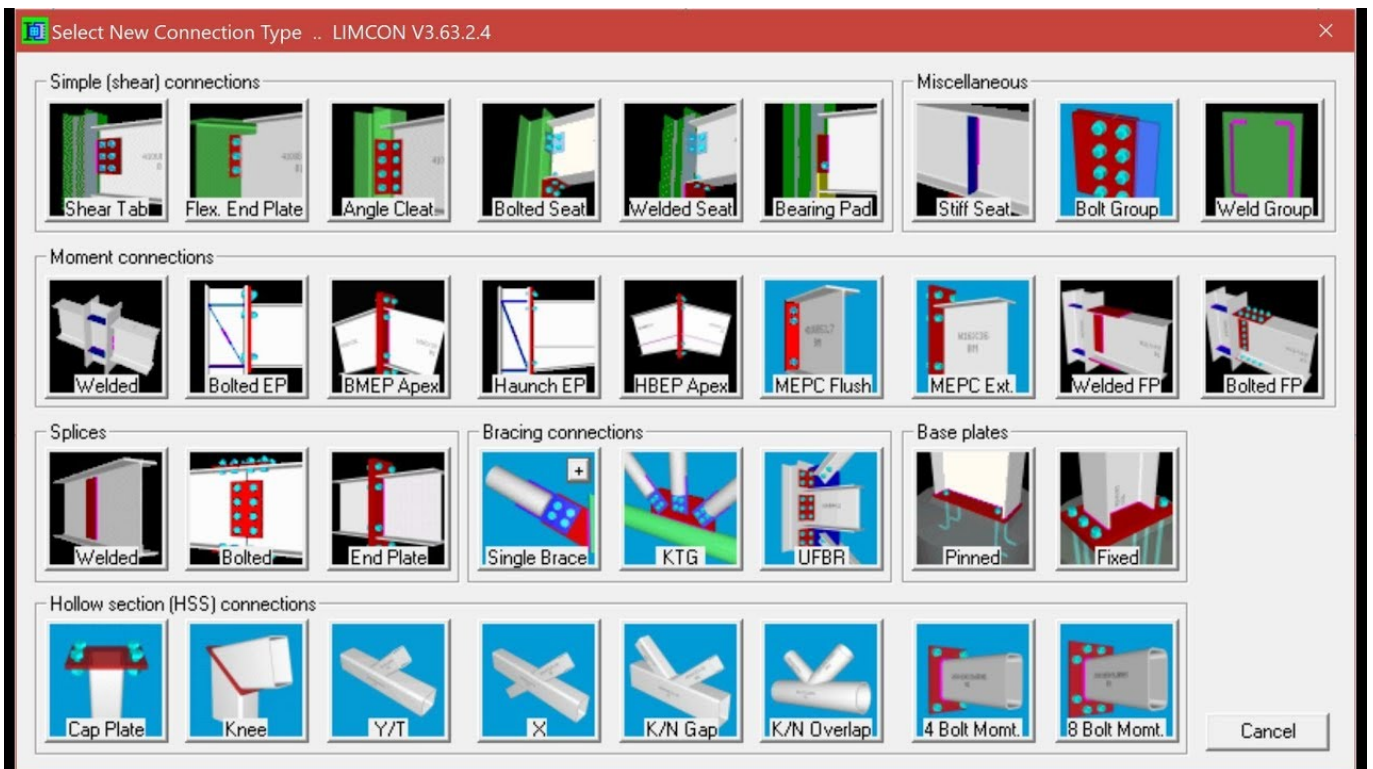 Select New Connection Type .. LIMCON V3.63.2.4
Simple (shear) connections
Miscellaneous
Shear Tab
Flex. End Plate
Angle Cleat
Bolted Seat
Welded Seat
Bearing Pad
Stiff Seat
Bolt Group
Weld Group
Moment connections
Welded
Bolted EP
BMEP Apex
Haunch EP
HBEP Apex
MEPC Flush
MEPC Ext.
Welded FP
Bolted FP
Splices
Bracing connections
Base plates
Welded
Bolted
End Plate
+
Single Brace
KTG
UFBR
Pinned
Fixed
Hollow section (HSS) connections
Cap Plate
Knee
Y/T
X
K/N Gap
K/N Overlap
4 Bolt Momt.
8 Bolt Momt.
Cancel